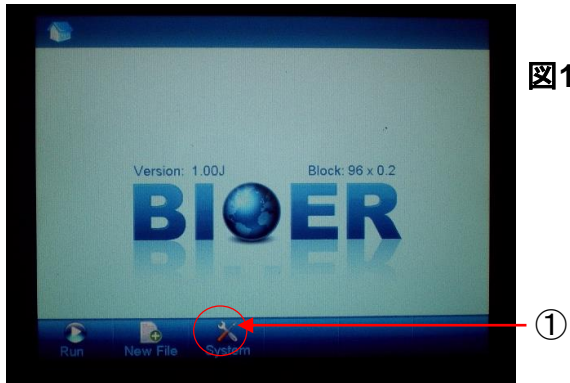 図1
Version: 1.00J Block: 96 x 0.2
BIOER
①
Run New File System